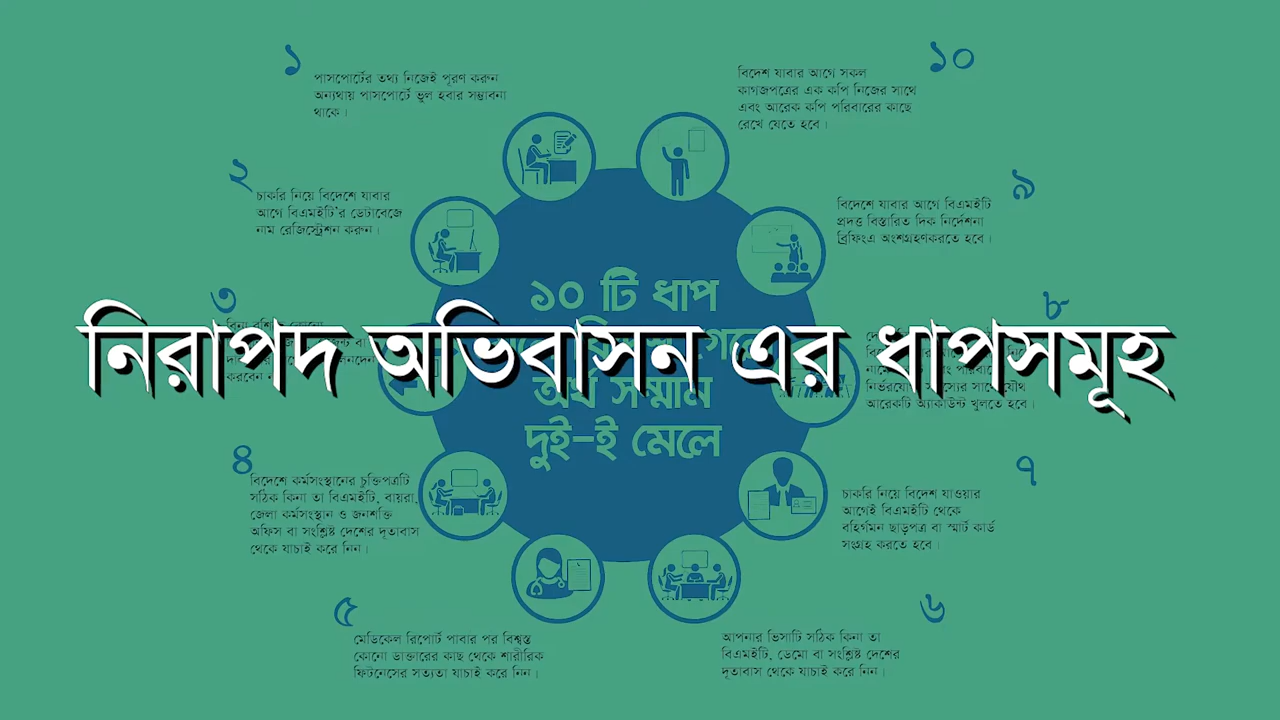 নিরাপদ অভিবাসন এর ধাপসমূহ
১০ টি ধাপ
অর্থ সম্মান
দুই-ই মেলে
১
পাসপোর্টের তথ্য নিজেই পূরণ করুন
অন্যথায় পাসপোর্টে ভুল হবার সম্ভাবনা
থাকে।
২
চাকরি নিয়ে বিদেশে যাবার
আগে বিএমইটি'র ডেটাবেজে
নাম রেজিস্ট্রেশন করুন।
৩
৪
বিদেশে কর্মসংস্থানের চুক্তিপত্রটি
সঠিক কিনা তা বিএমইটি, বায়রা,
জেলা কর্মসংস্থান ও জনশক্তি
অফিস বা সংশ্লিষ্ট দেশের দূতাবাস
থেকে যাচাই করে নিন।
৫
মেডিকেল রিপোর্ট পাবার পর বিশ্বস্ত
কোনো ডাক্তারের কাছ থেকে শারীরিক
ফিটনেসের সত্যতা যাচাই করে নিন।
৬
আপনার ভিসাটি সঠিক কিনা তা
বিএমইটি, ডেমো বা সংশ্লিষ্ট দেশের
দূতাবাস থেকে যাচাই করে নিন।
৭
চাকরি নিয়ে বিদেশ যাওয়ার
আগেই বিএমইটি থেকে
বহির্গমন ছাড়পত্র বা স্মার্ট কার্ড
সংগ্রহ করতে হবে।
৮
আরেকটি অ্যাকাউন্ট খুলতে হবে।
৯
বিদেশে যাবার আগে বিএমইটি
প্রদত্ত বিস্তারিত দিক নির্দেশনা
ব্রিফিংএ অংশগ্রহণকরতে হবে।
১০
বিদেশ যাবার আগে সকল
কাগজপত্রের এক কপি নিজের সাথে
এবং আরেক কপি পরিবারের কাছে
রেখে যেতে হবে।